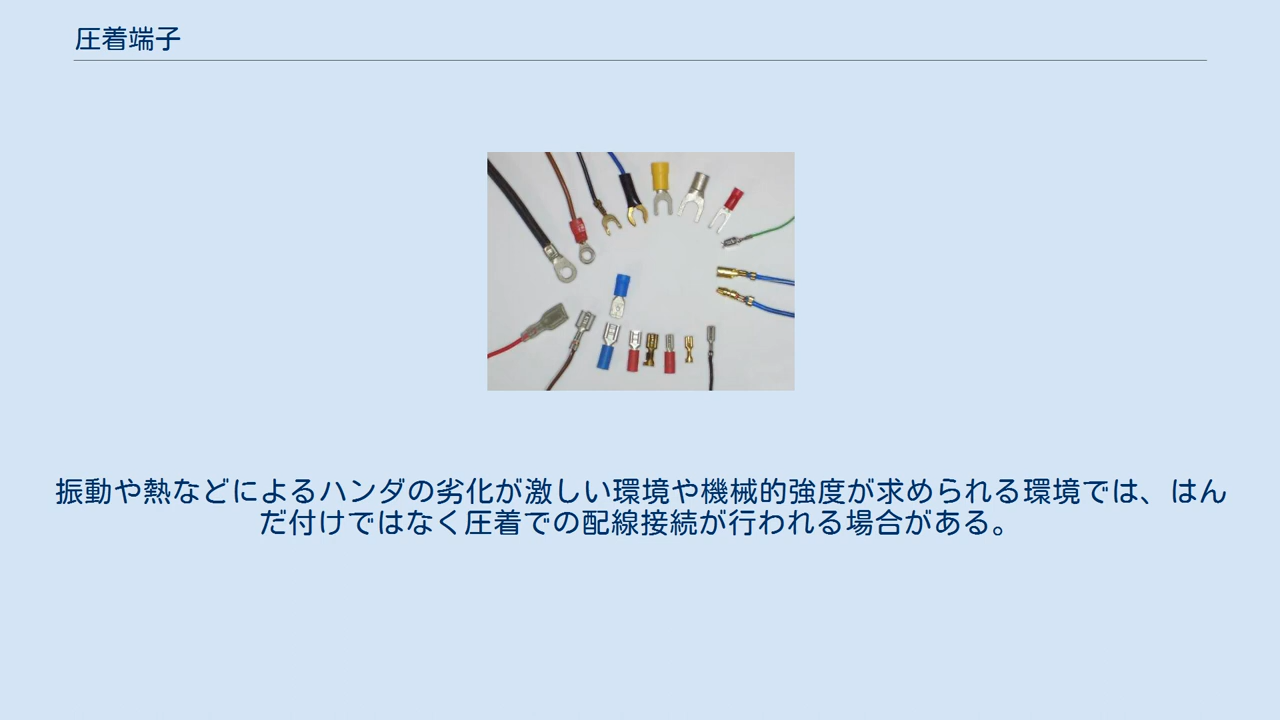 圧着端子
振動や熱などによるハンダの劣化が激しい環境や機械的強度が求められる環境では、はん
だ付けではなく圧着での配線接続が行われる場合がある。